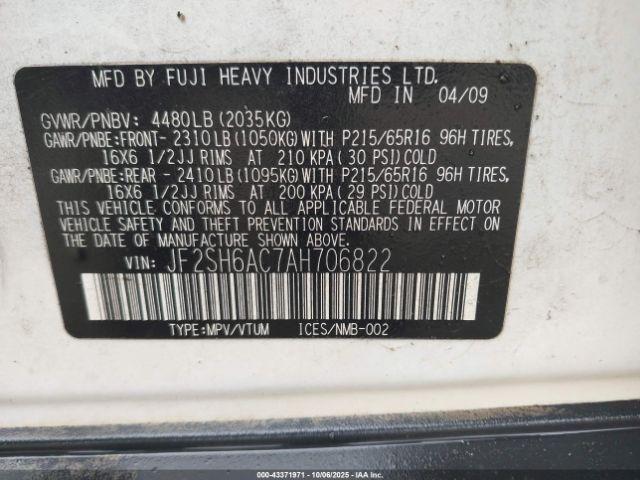 MFD BY FUJI HEAVY INDUSTRIES LTD.
MFD IN 04/09
GVWR/PNBV: 4480LB (2035KG)
GAWR/PNBE:FRONT- 2310LB (1050KG) WITH P215/65R16 96H TIRES,
16X6 1/2JJ RIMS AT 210 KPA (30 PSI) COLD
GAWR/PNBE:REAR - 2410LB (1095KG) WITH P215/65R16 96H TIRES,
16X6 1/2JJ RIMS AT 200 KPA (29 PSI) COLD
THIS VEHICLE CONFORMS TO ALL APPLICABLE FEDERAL MOTOR
VEHICLE SAFETY AND THEFT PREVENTION STANDARDS IN EFFECT
ON THE DATE OF MANUFACTURE SHOWN ABOVE.
VIN: JF2SH6AC7AH706822
TYPE:MPV/VTUM ICES/NMB-002
000-43371971 - 10/06/2025 - IAA Inc.